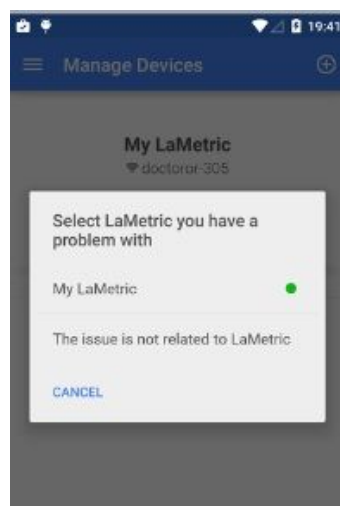 19:41
Manage Devices
My LaMetric
doctorar-305
Select LaMetric you have a
problem with
My LaMetric
The issue is not related to LaMetric
CANCEL